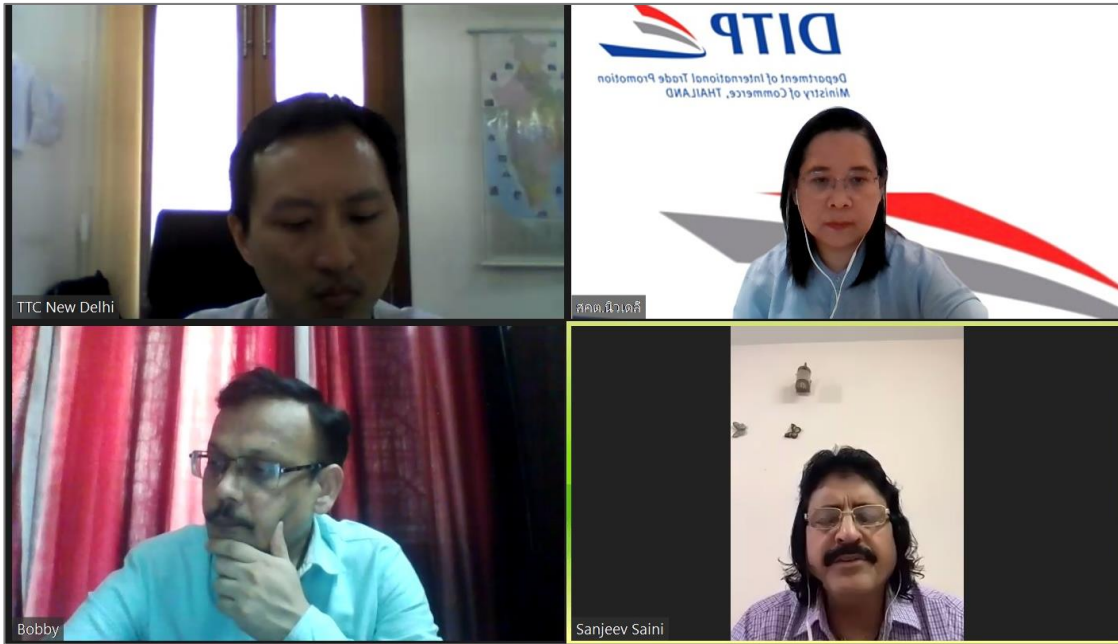 DITP
Department of International Trade Promotion
Ministry of Commerce, THAILAND
TTC New Delhi
สคต.นิวเดลี
Bobby
Sanjeev Saini